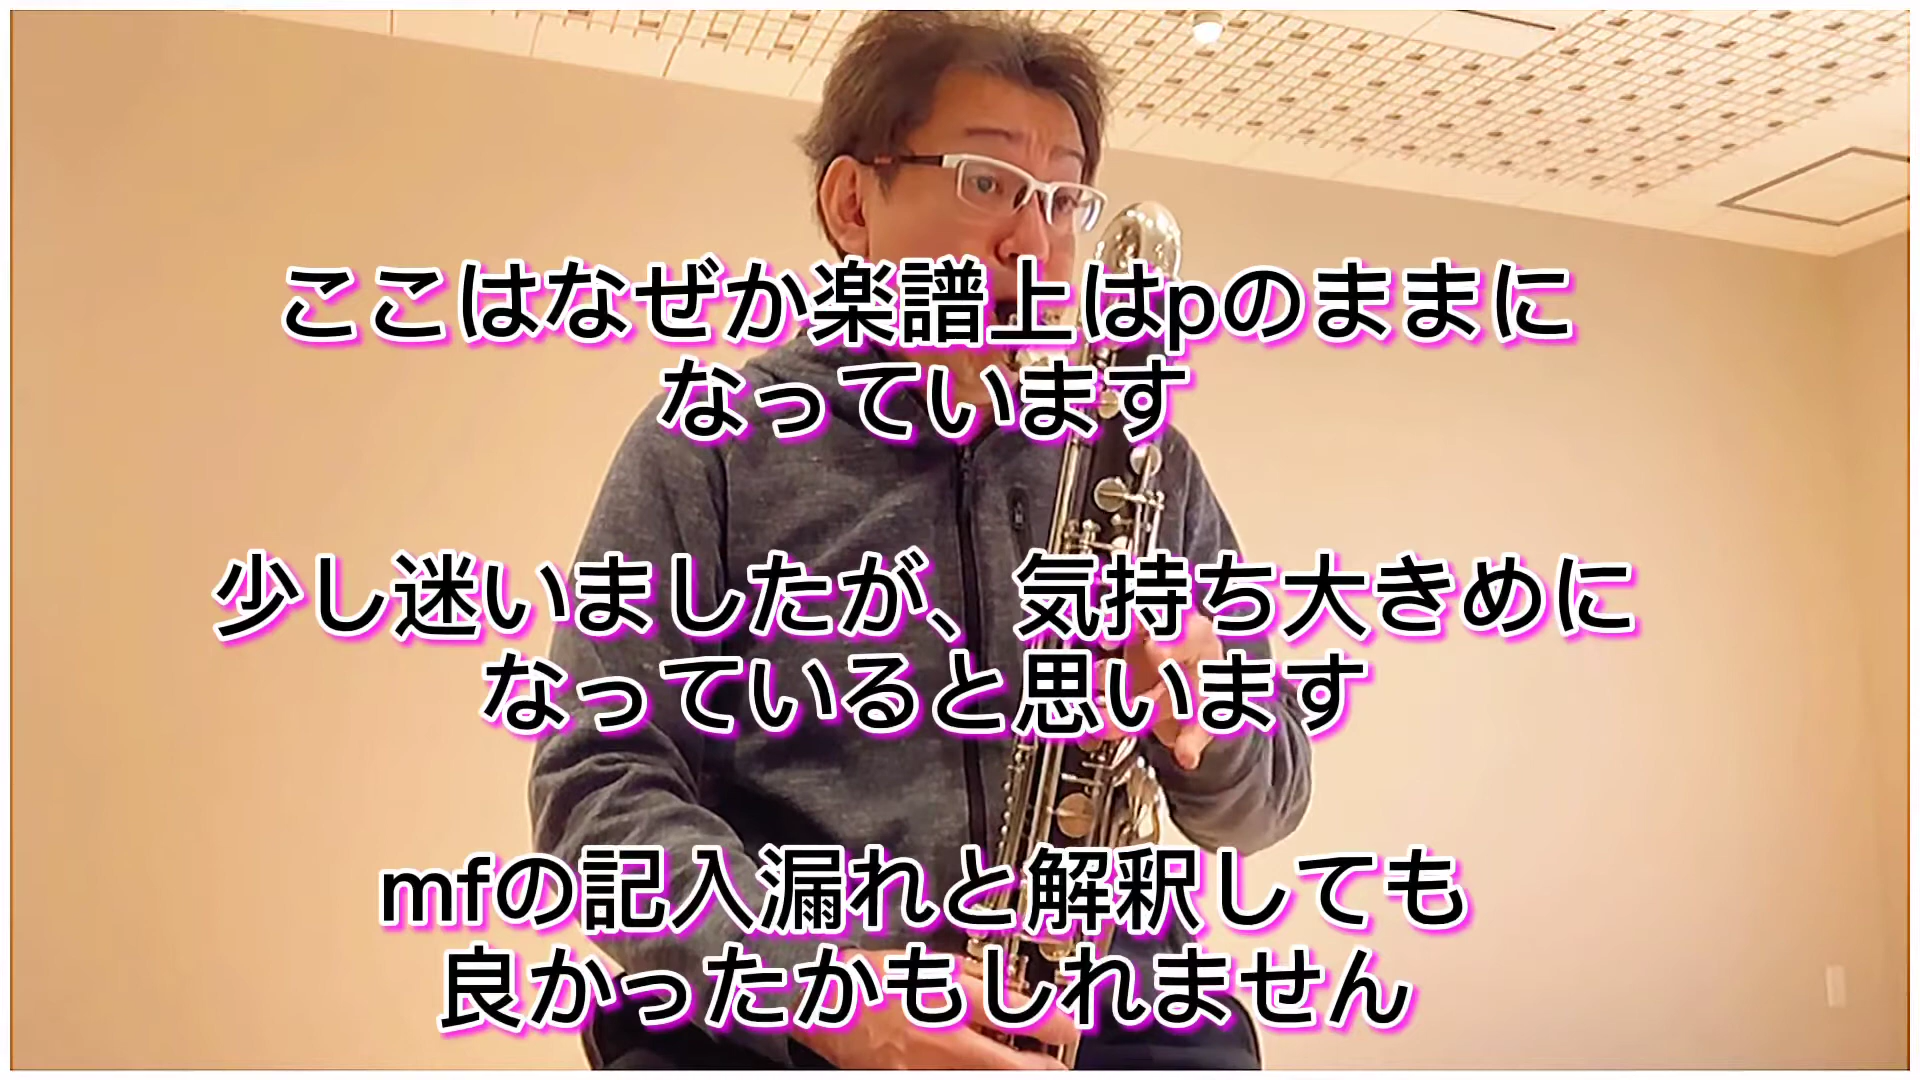 ここはなぜか楽譜上はpのままに
なっています
少し迷いましたが、気持ち大きめに
なっていると思います
mfの記入漏れと解釈しても
良かったかもしれません